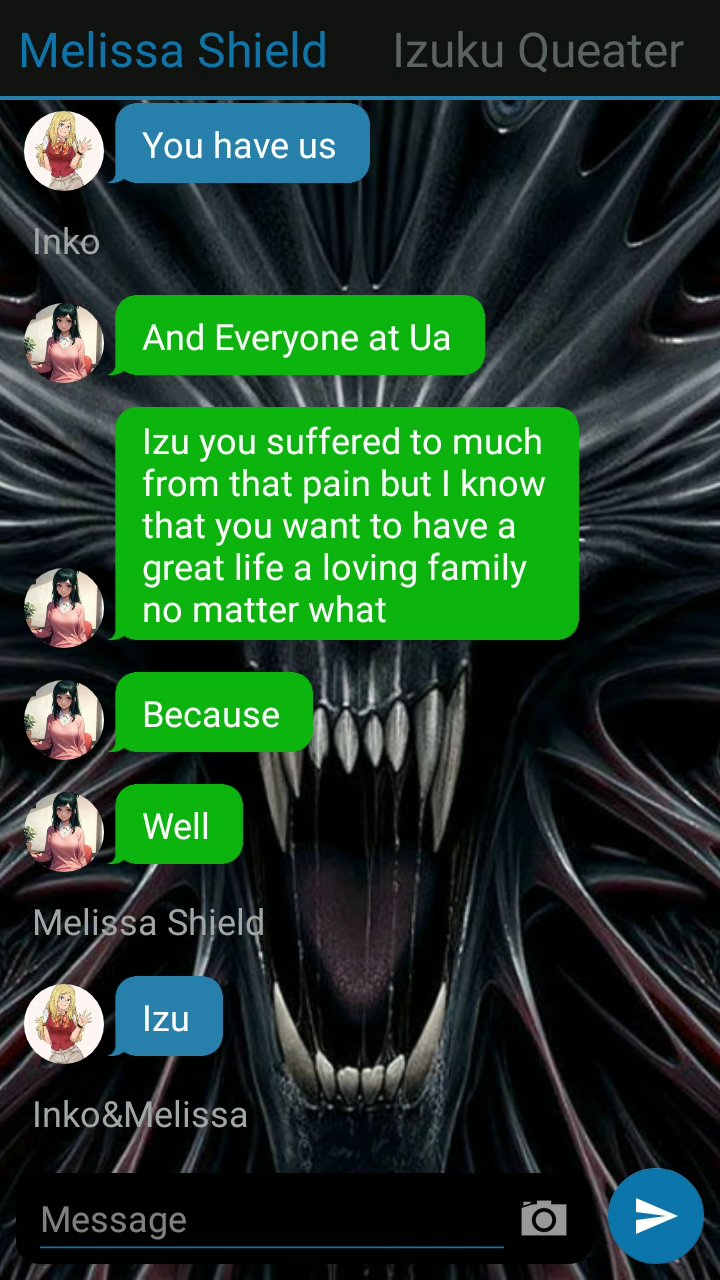 Melissa Shield
Izuku Queater
You have us
Inko
And Everyone at Ua
Izu you suffered to much
from that pain but I know
that you want to have a
great life a loving family
no matter what
Because
Well
Melissa Shield
Izu
Inko&Melissa
Message